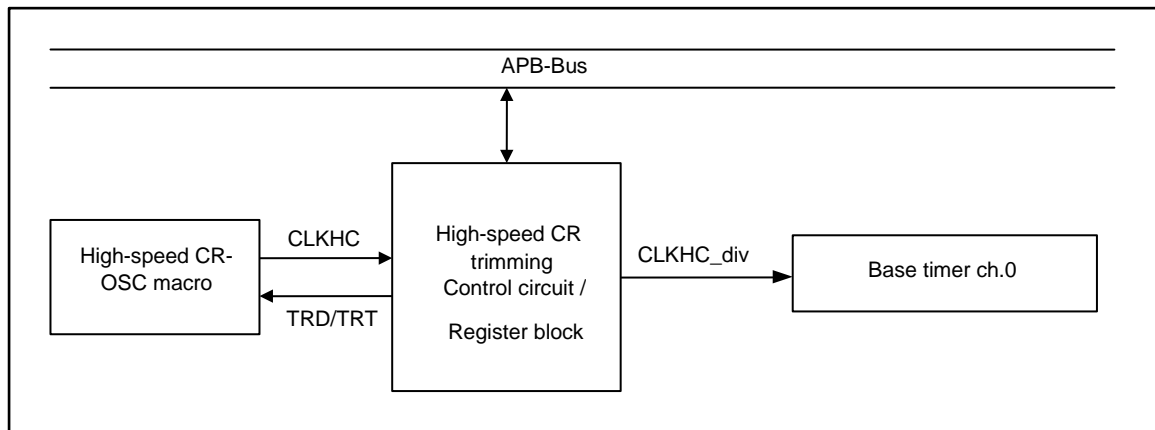 APB-Bus
High-speed CR-
OSC macro
CLKHC
TRD/TRT
High-speed CR
trimming
Control circuit /
Register block
CLKHC_div
Base timer ch.0